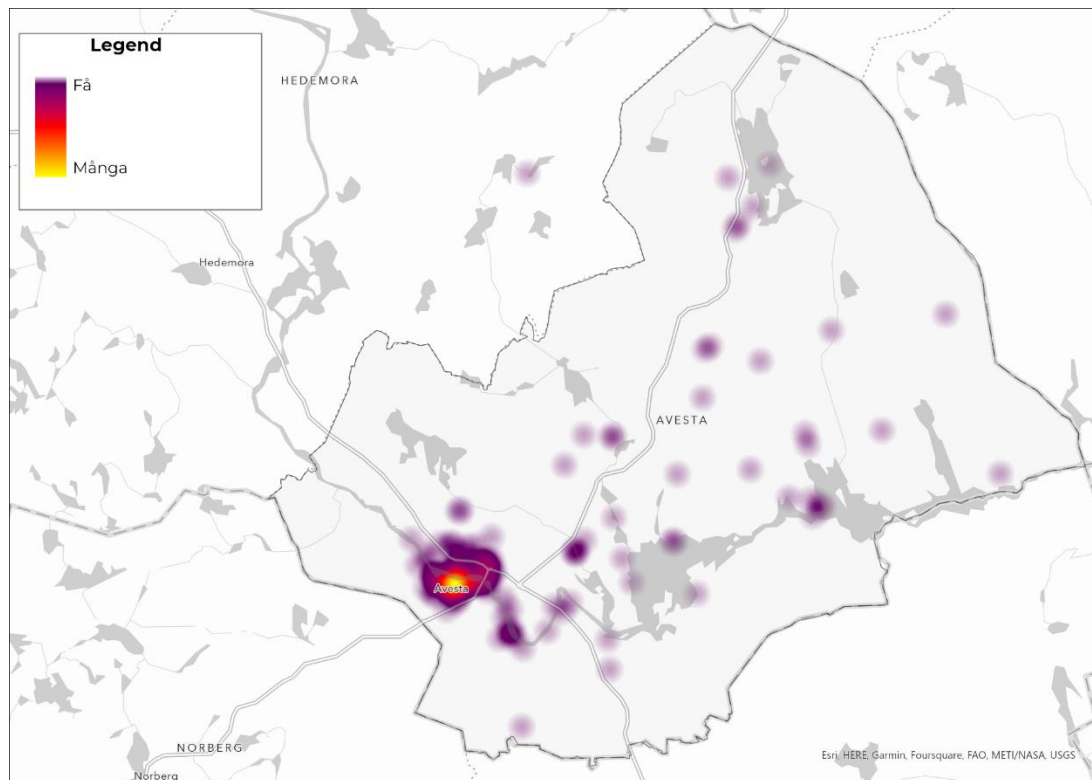 Legend
Få
Många
HEDEMORA
Hedemora
AVESTA
Avesta
NORBERG
Norberg
Esri, HERE, Garmin, Foursquare, FAO, METI/NASA, USGS